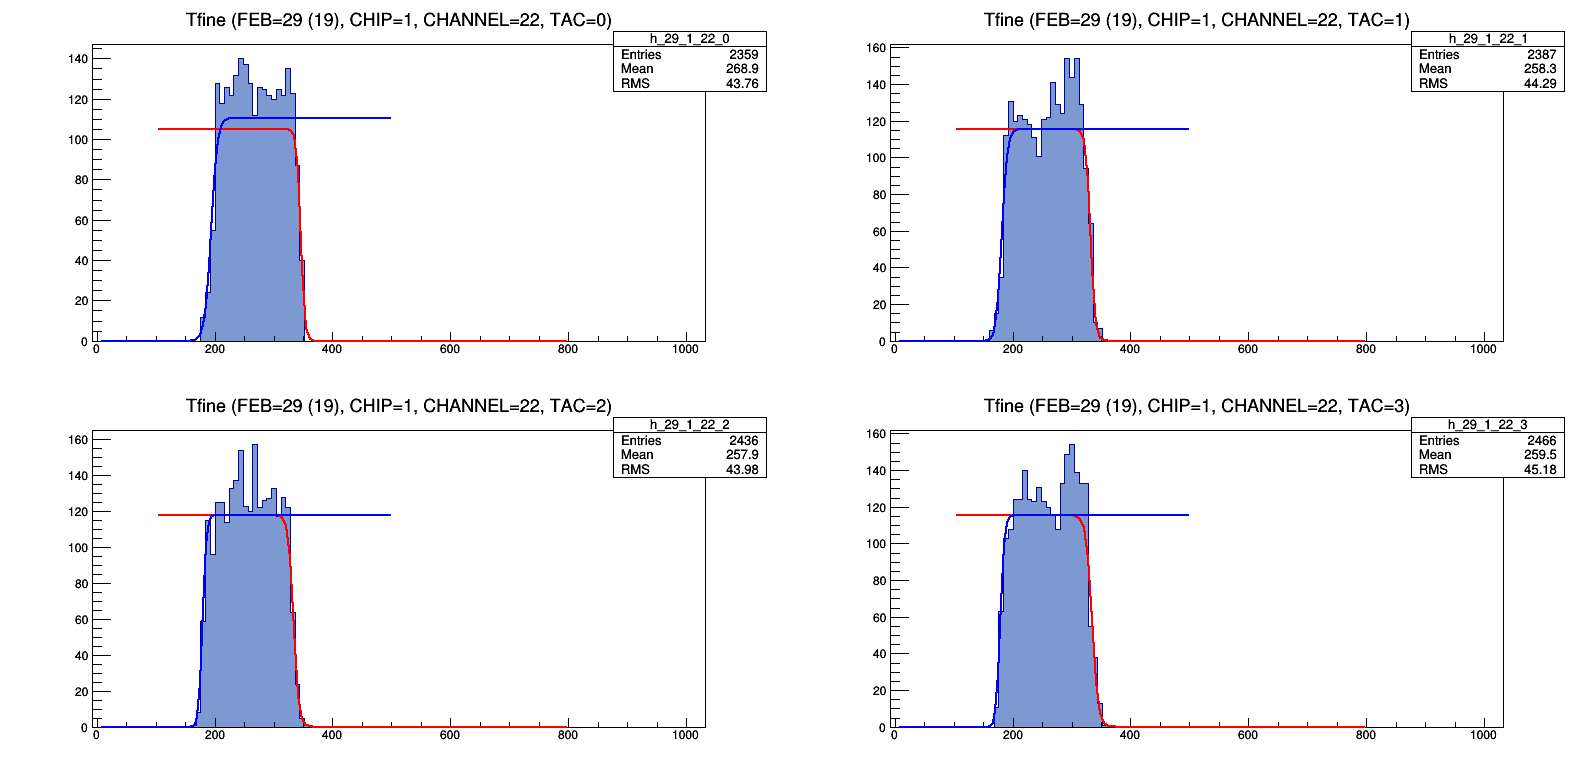 Tfine (FEB=29 (19), CHIP=1, CHANNEL=22, TAC=0)
h_29_1_22_0
Entries 2359
Mean 268.9
RMS 43.76
140
120
100
80
60
40
20
0
0 200 400 600 800 1000
Tfine (FEB=29 (19), CHIP=1, CHANNEL=22, TAC=1)
h_29_1_22_1
Entries 2387
Mean 258.3
RMS 44.29
160
140
120
100
80
60
40
20
0
0 200 400 600 800 1000
Tfine (FEB=29 (19), CHIP=1, CHANNEL=22, TAC=2)
h_29_1_22_2
Entries 2436
Mean 257.9
RMS 43.98
160
140
120
100
80
60
40
20
0
0 200 400 600 800 1000
Tfine (FEB=29 (19), CHIP=1, CHANNEL=22, TAC=3)
h_29_1_22_3
Entries 2466
Mean 259.5
RMS 45.18
160
140
120
100
80
60
40
20
0
0 200 400 600 800 1000